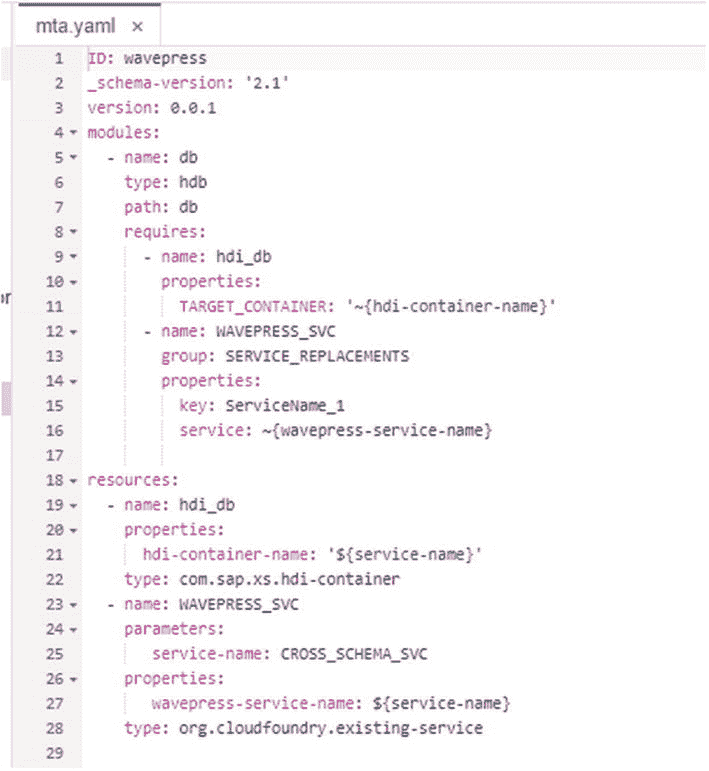 mta.yaml ×
1 ID: wavepress
2 _schema-version: '2.1'
3 version: 0.0.1
4 modules:
5 - name: db
6 type: hdb
7 path: db
8 requires:
9 - name: hdi_db
10 properties:
11 TARGET_CONTAINER: '~{hdi-container-name}'
12 - name: WAVEPRESS_SVC
13 group: SERVICE_REPLACEMENTS
14 properties:
15 key: ServiceName_1
16 service: ~{wavepress-service-name}
17
18 resources:
19 - name: hdi_db
20 properties:
21 hdi-container-name: '${service-name}'
22 type: com.sap.xs.hdi-container
23 - name: WAVEPRESS_SVC
24 parameters:
25 service-name: CROSS_SCHEMA_SVC
26 properties:
27 wavepress-service-name: ${service-name}
28 type: org.cloudfoundry.existing-service
29